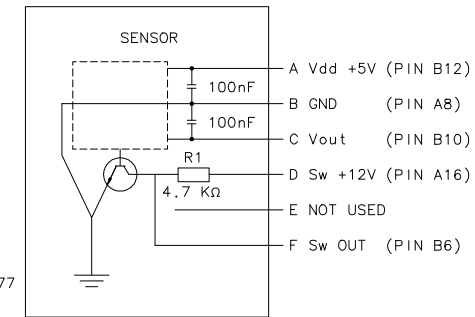 SENSOR
A Vdd +5V (PIN B12)
100nF
B GND (PIN A8)
100nF
C Vout (PIN B10)
R1
D Sw +12V (PIN A16)
4.7 KΩ
E NOT USED
F Sw OUT (PIN B6)
77